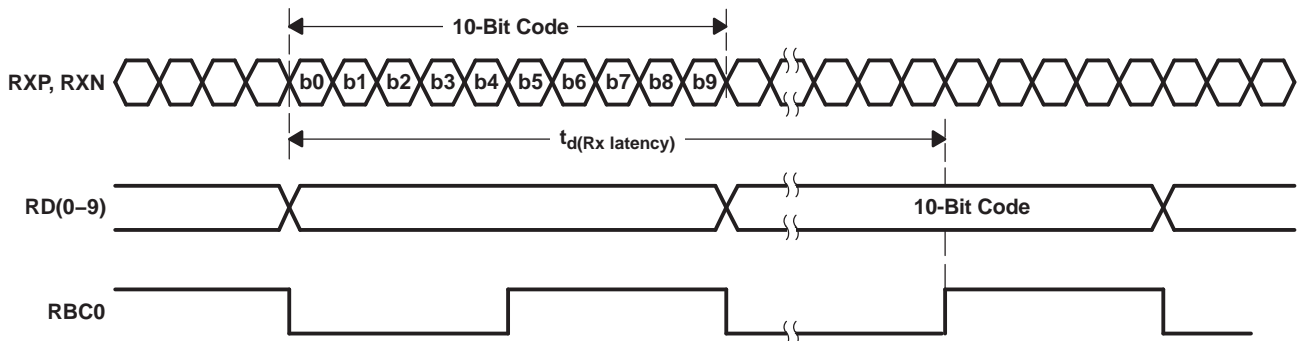 10-Bit Code
RXP, RXN
b0 b1 b2 b3 b4 b5 b6 b7 b8 b9
td(Rx latency)
RD(0–9)
10-Bit Code
RBC0